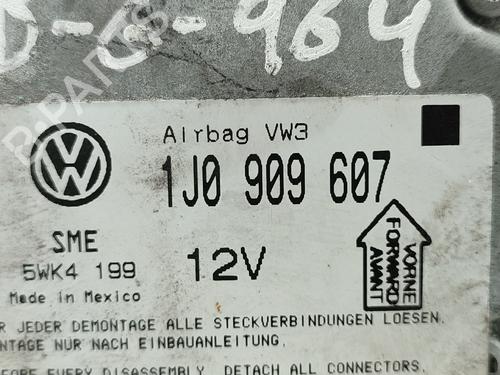 D-S-964
Airbag VW3
1J0 909 607
SME
5WK4 199
12V
Made in Mexico
VORNE
FORWARD
AVANT
JEDER DEMONTAGE ALLE STECKVERBINDUNGEN LOESEN.
NUR NACH EINBAUANLEITUNG.
EVERY DISASSEMBLY, DETACH ALL CONNECTORS.